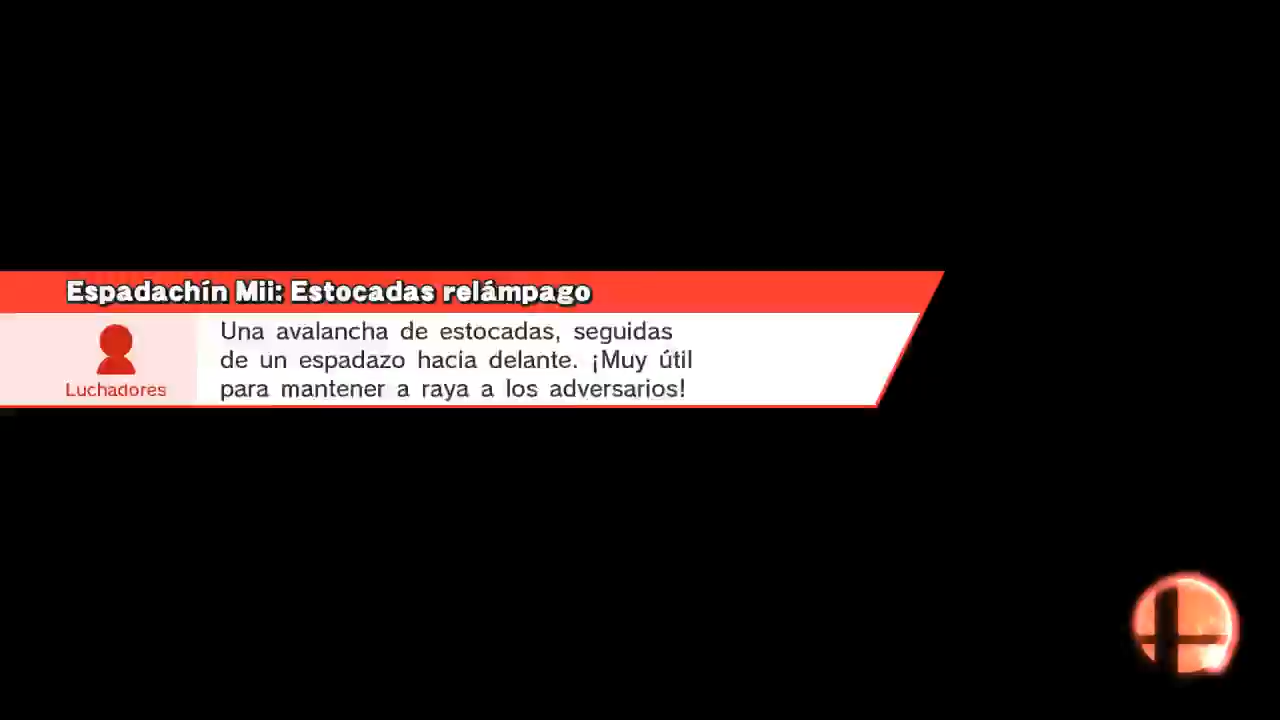 Espadachín Mii: Estocadas relámpago
Una avalancha de estocadas, seguidas
de un espadazo hacia delante. ¡Muy útil
para mantener a raya a los adversarios!
Luchadores